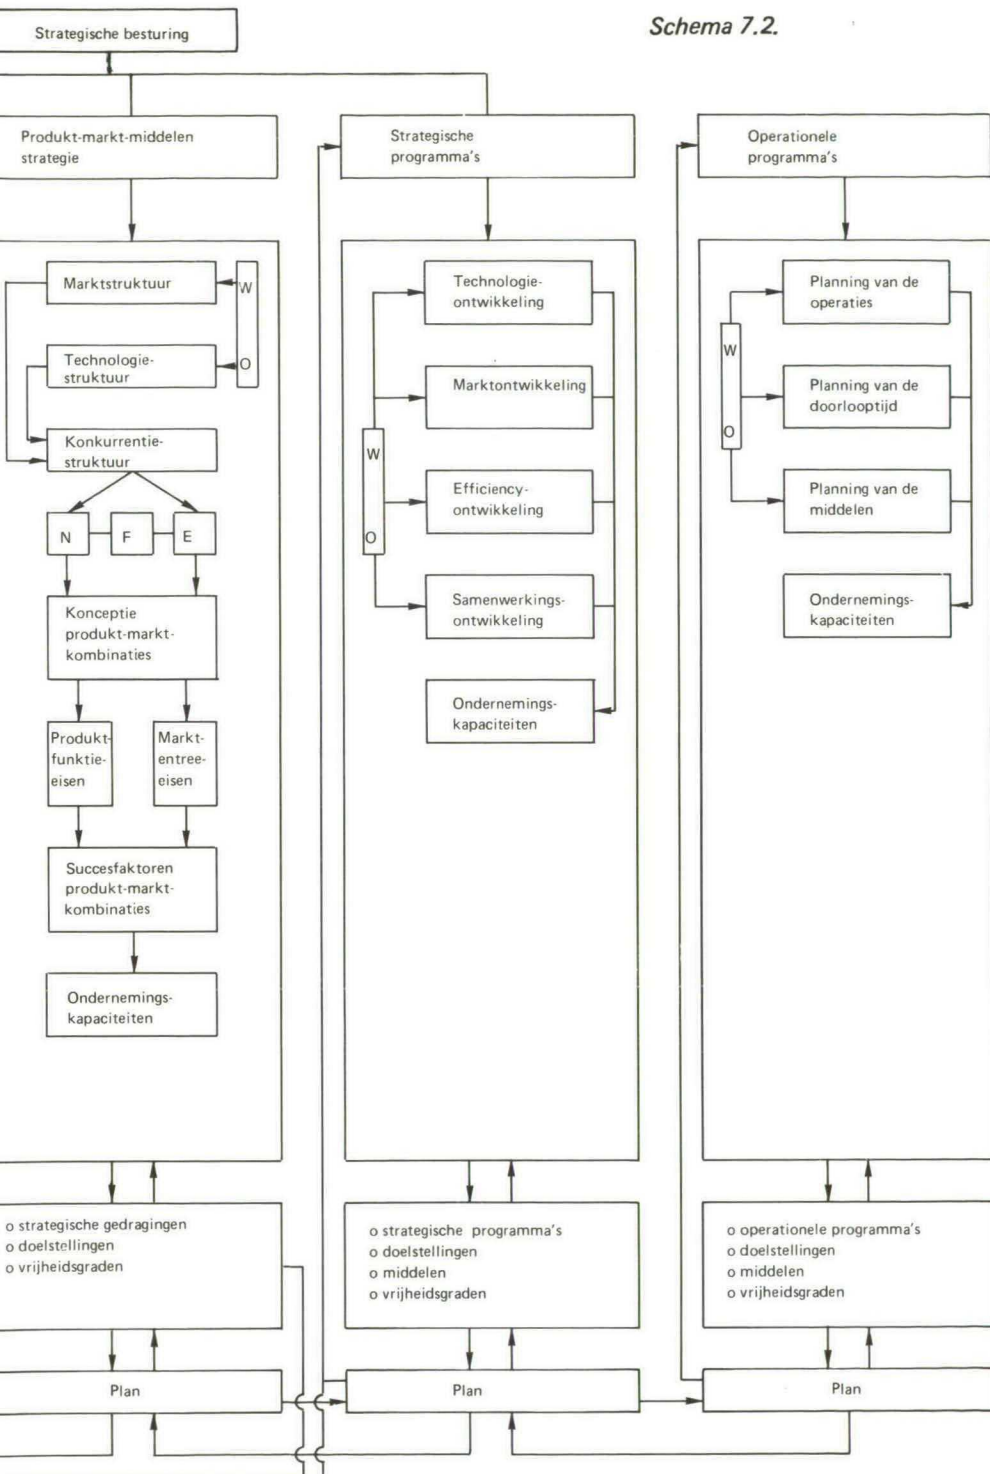 Schema 7.2.
Strategische besturing
Produkt-markt-middelen
strategie
Marktstruktuur
W
O
Technologie-
struktuur
Konkurrentie-
struktuur
N
F
E
Konceptie
produkt-markt-
kombinaties
Produkt-
funktie-
eisen
Markt-
entree-
eisen
Succesfaktoren
produkt-markt-
kombinaties
Ondernemings-
kapaciteiten
o strategische gedragingen
o doelstellingen
o vrijheidsgraden
Plan
Strategische
programma's
Technologie-
ontwikkeling
Marktontwikkeling
W
O
Efficiency-
ontwikkeling
Samenwerkings-
ontwikkeling
Ondernemings-
kapaciteiten
o strategische programma's
o doelstellingen
o middelen
o vrijheidsgraden
Plan
Operationele
programma's
Planning van de
operaties
W
O
Planning van de
doorlooptijd
Planning van de
middelen
Ondernemings-
kapaciteiten
o operationele programma's
o doelstellingen
o middelen
o vrijheidsgraden
Plan